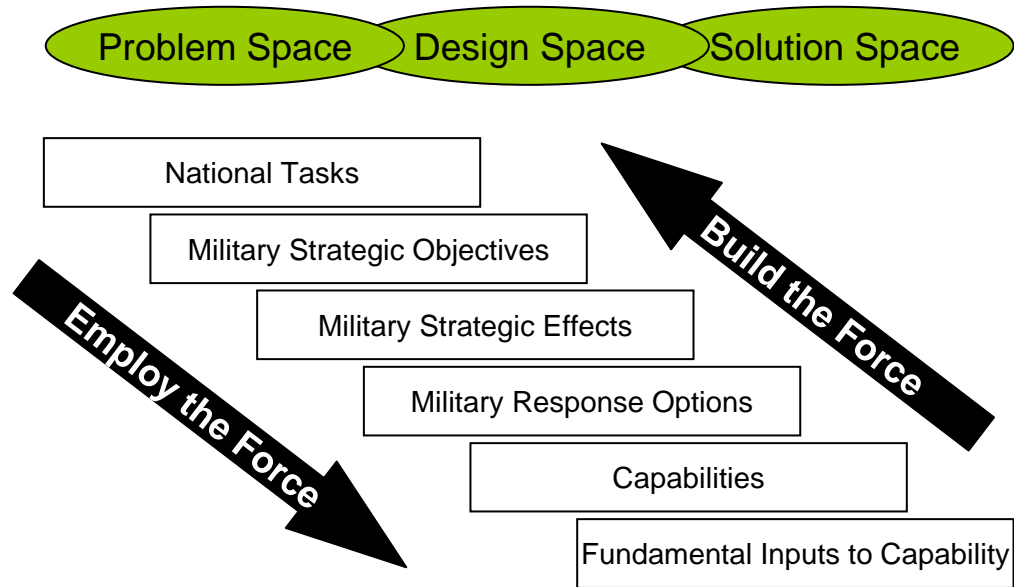 Problem Space Design Space Solution Space
National Tasks
Military Strategic Objectives
Military Strategic Effects
Military Response Options
Capabilities
Fundamental Inputs to Capability
Employ the Force
Build the Force